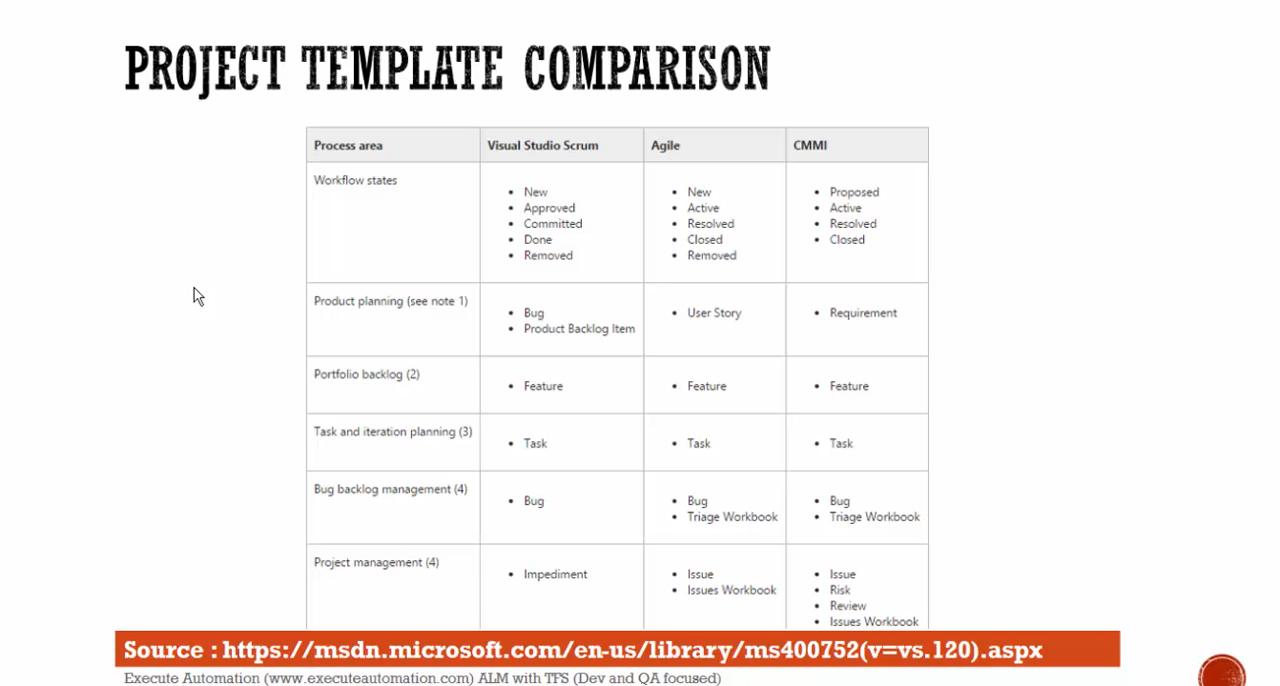 PROJECT TEMPLATE COMPARISON
Process area
Visual Studio Scrum
Agile
CMMI
Workflow states
• New
• Approved
• Committed
• Done
• Removed
• New
• Active
• Resolved
• Closed
• Removed
• Proposed
• Active
• Resolved
• Closed
Product planning (see note 1)
• Bug
• Product Backlog Item
• User Story
• Requirement
Portfolio backlog (2)
• Feature
• Feature
• Feature
Task and iteration planning (3)
• Task
• Task
• Task
Bug backlog management (4)
• Bug
• Bug
• Triage Workbook
• Bug
• Triage Workbook
Project management (4)
• Impediment
• Issue
• Issues Workbook
• Issue
• Risk
• Review
• Issues Workbook
Source : https://msdn.microsoft.com/en-us/library/ms400752(v=vs.120).aspx
Execute Automation (www.executeautomation.com) ALM with TFS (Dev and QA focused)